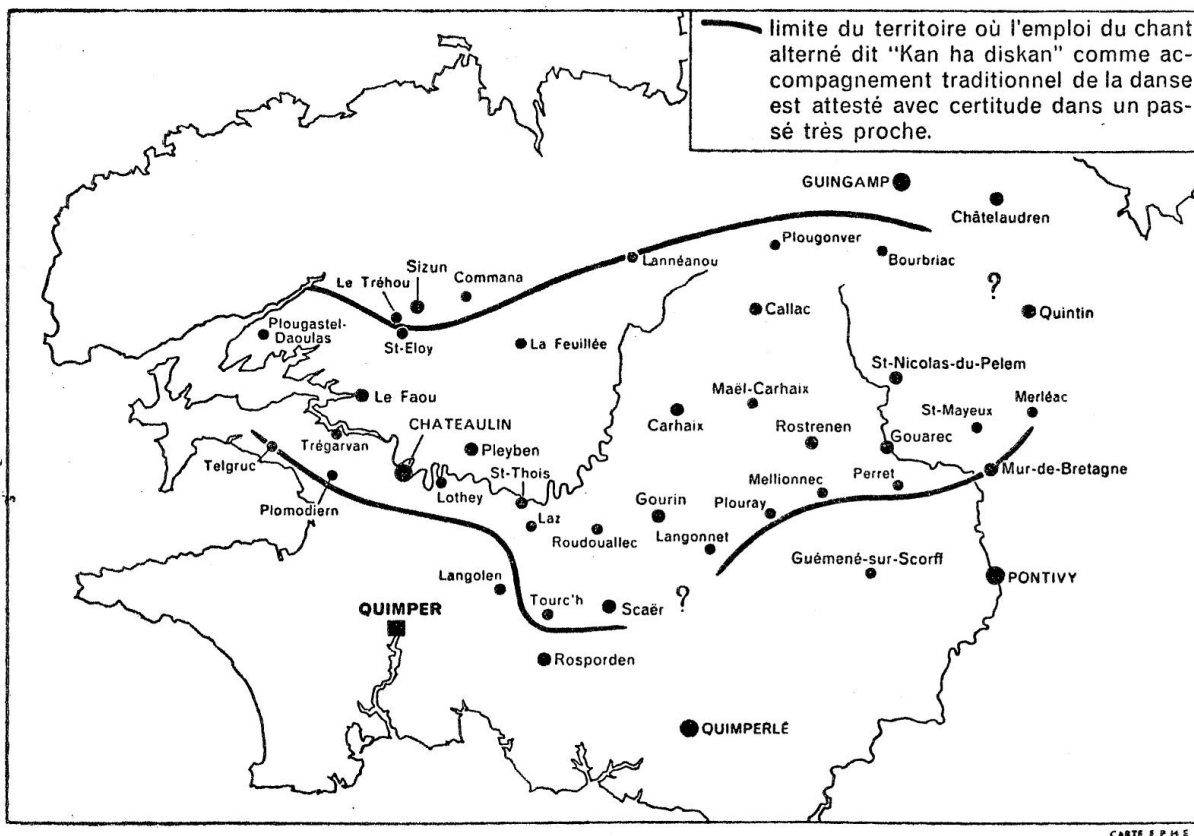 limite du territoire où l'emploi du chant
alterné dit "Kan ha diskan" comme ac-
compagnement traditionnel de la danse
est attesté avec certitude dans un pas-
sé très proche.
GUINGAMP
Châtelaudren
Plougonver
Bourbriac
Lannéanou
Sizun
Commana
Le Tréhou
?
Callac
Quintin
Plougastel-
Daoulas
St-Eloy
La Feuillée
St-Nicolas-du-Pelem
Le Faou
Maël-Carhaix
Merléac
St-Mayeux
Carhaix
Rostrenen
CHATEAULIN
Trégarvan
Pleyben
Gouarec
Telgruc
St-Thois
Mur-de-Bretagne
Lothey
Mellionnec
Perret
Plomodiern
Gourin
Plouray
Laz
Roudouallec
Langonnet
Guémené-sur-Scorff
Langolen
PONTIVY
Tourc'h
Scaër
?
QUIMPER
Rosporden
QUIMPERLÉ
CARTE E P H S